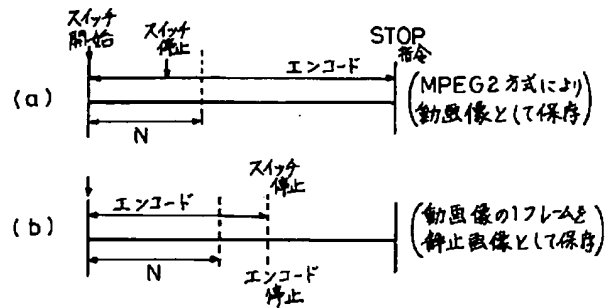 スイッチ
開始
スイッチ
停止
エンコード
STOP
指令
(a)
(MPEG2方式により
動画像として保存)
N
スイッチ
停止
エンコード
(b)
(動画像の1フレームを
静止画像として保存)
N
エンコード
停止